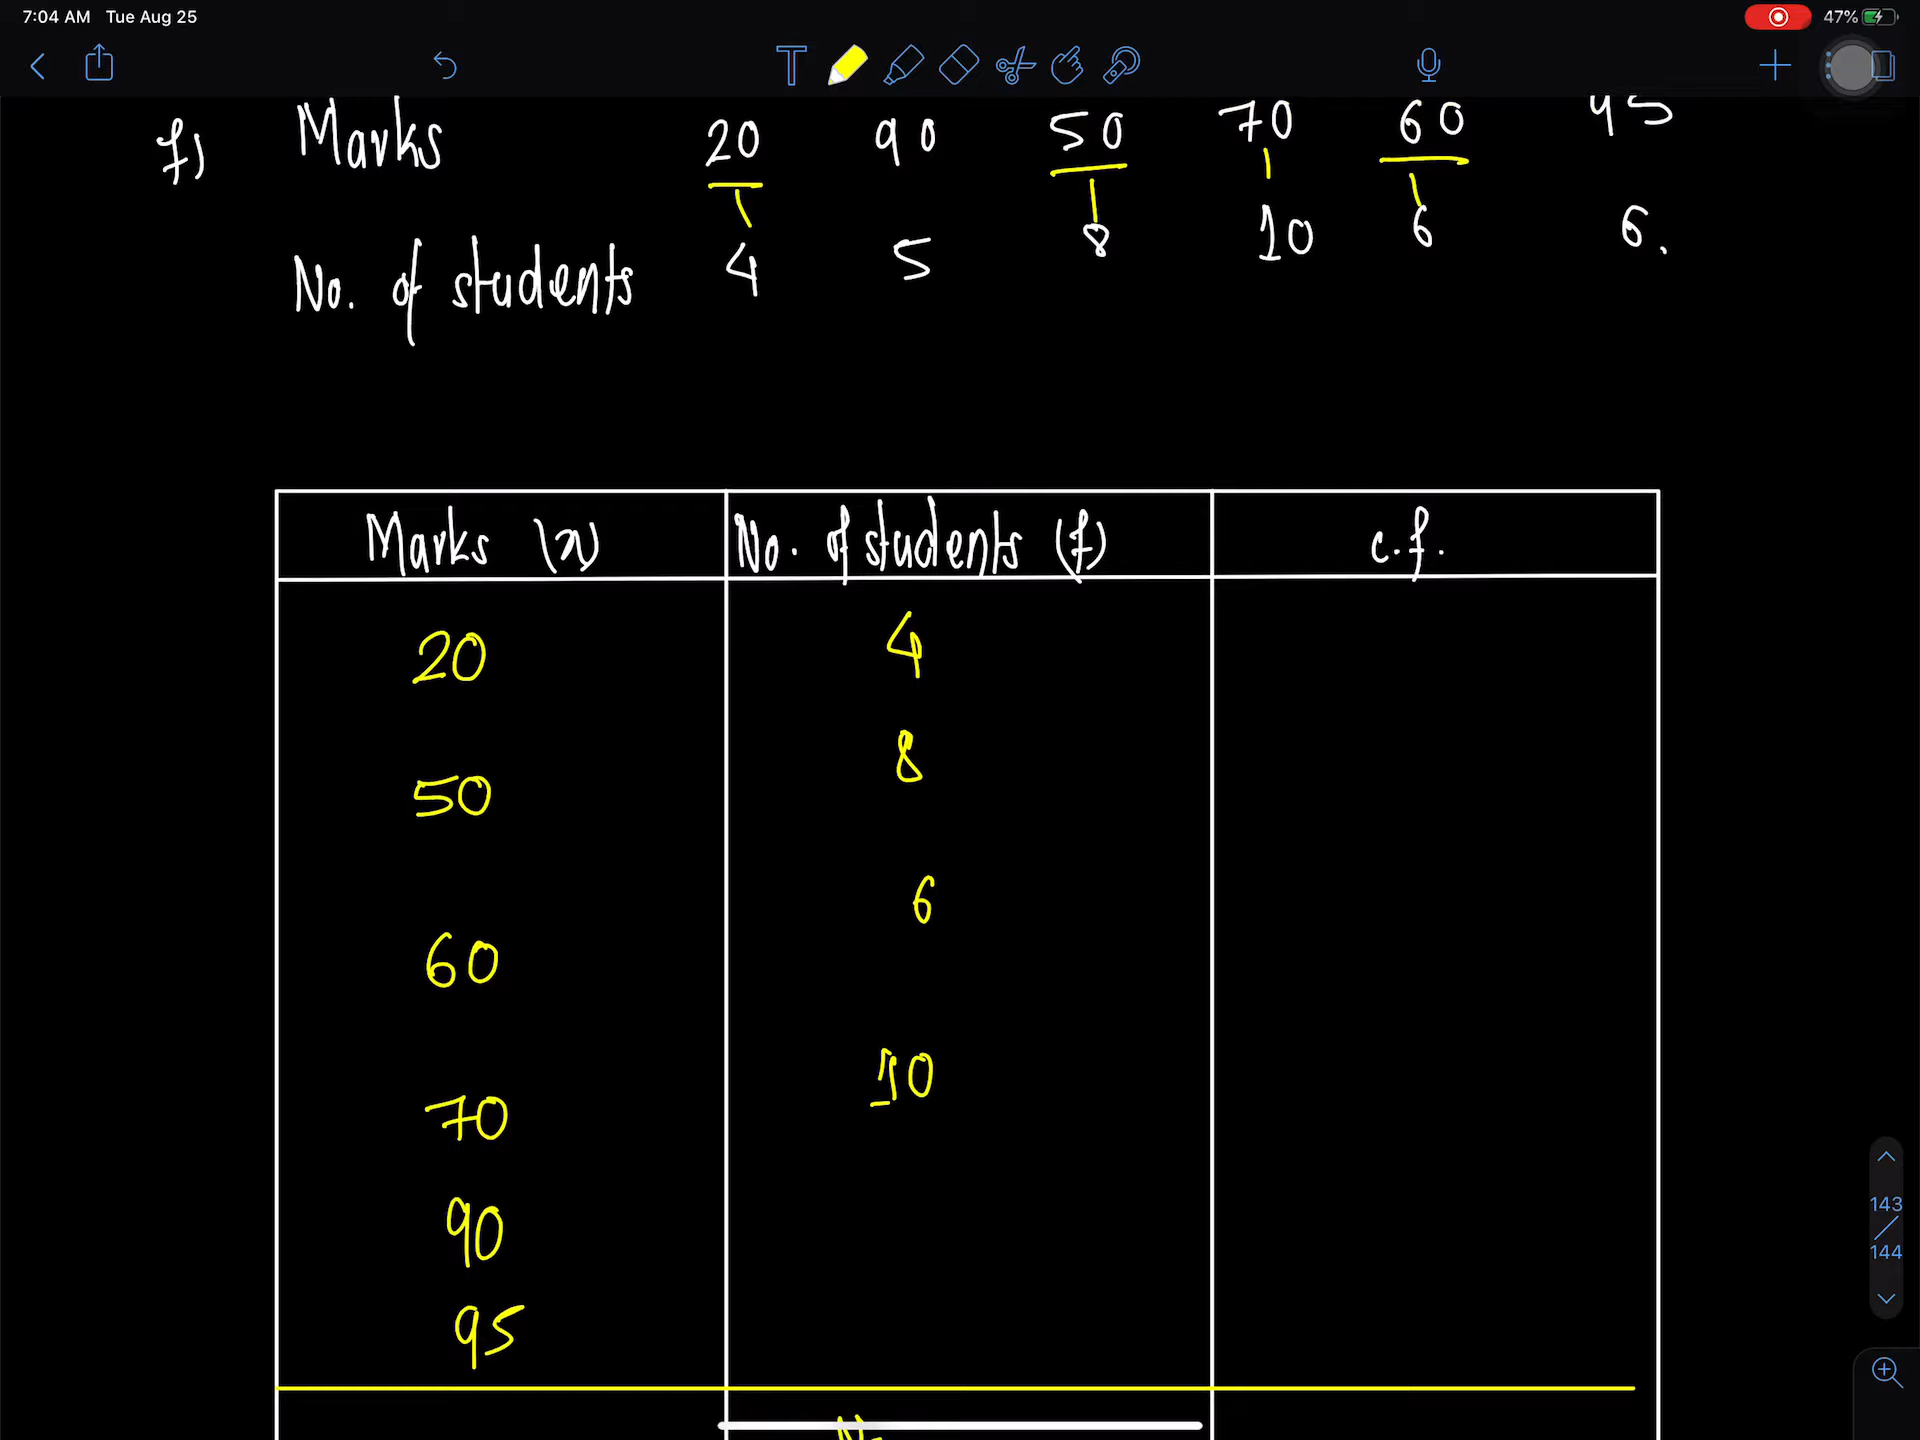 7:04 AM Tue Aug 25
47%
f) Marks 20 90 50 70 60 95
No. of students 4 5 8 10 6 6.
Marks (x) No. of students (f) c.f.
20 4
50 8
60 6
70 10
90
95
143
144